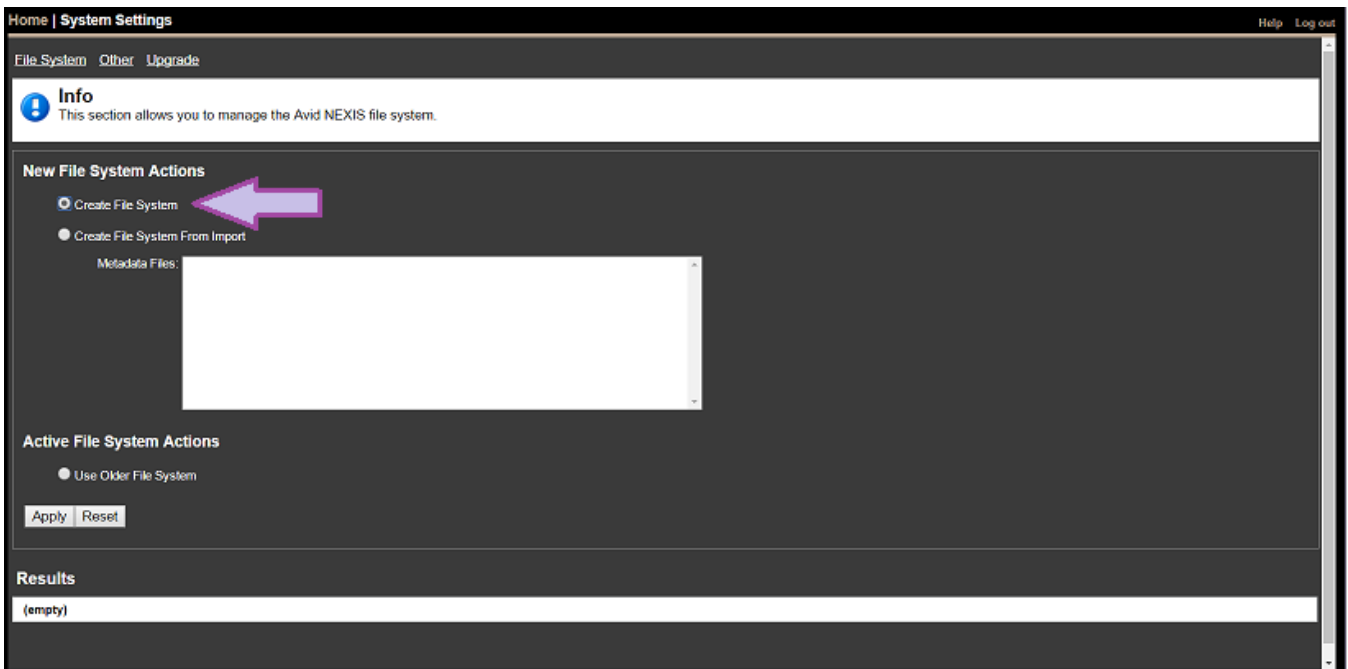 Home | System Settings
Help Log out
File System Other Upgrade
Info
This section allows you to manage the Avid NEXIS file system.
New File System Actions
Create File System
Create File System From Import
Metadata Files:
Active File System Actions
Use Older File System
Apply Reset
Results
(empty)